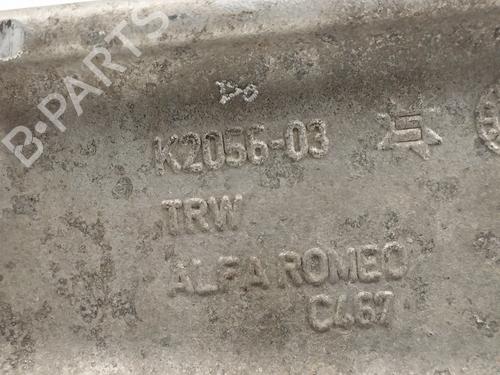 B-PARTS
K2056-03
TRW
ALFA ROMEO
C467